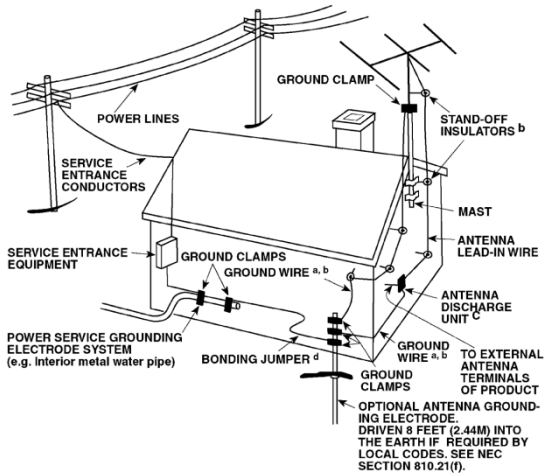 GROUND CLAMP
POWER LINES
STAND-OFF
INSULATORS b
SERVICE
ENTRANCE
CONDUCTORS
MAST
ANTENNA
LEAD-IN WIRE
SERVICE ENTRANCE
EQUIPMENT
GROUND CLAMPS
GROUND WIRE a, b
ANTENNA
DISCHARGE
UNIT C
POWER SERVICE GROUNDING
ELECTRODE SYSTEM
(e.g. Interior metal water pipe)
BONDING JUMPER d
GROUND
WIRE a, b
GROUND
CLAMPS
TO EXTERNAL
ANTENNA
TERMINALS
OF PRODUCT
OPTIONAL ANTENNA GROUND-
ING ELECTRODE.
DRIVEN 8 FEET (2.44M) INTO
THE EARTH IF REQUIRED BY
LOCAL CODES. SEE NEC
SECTION 810.21(f).